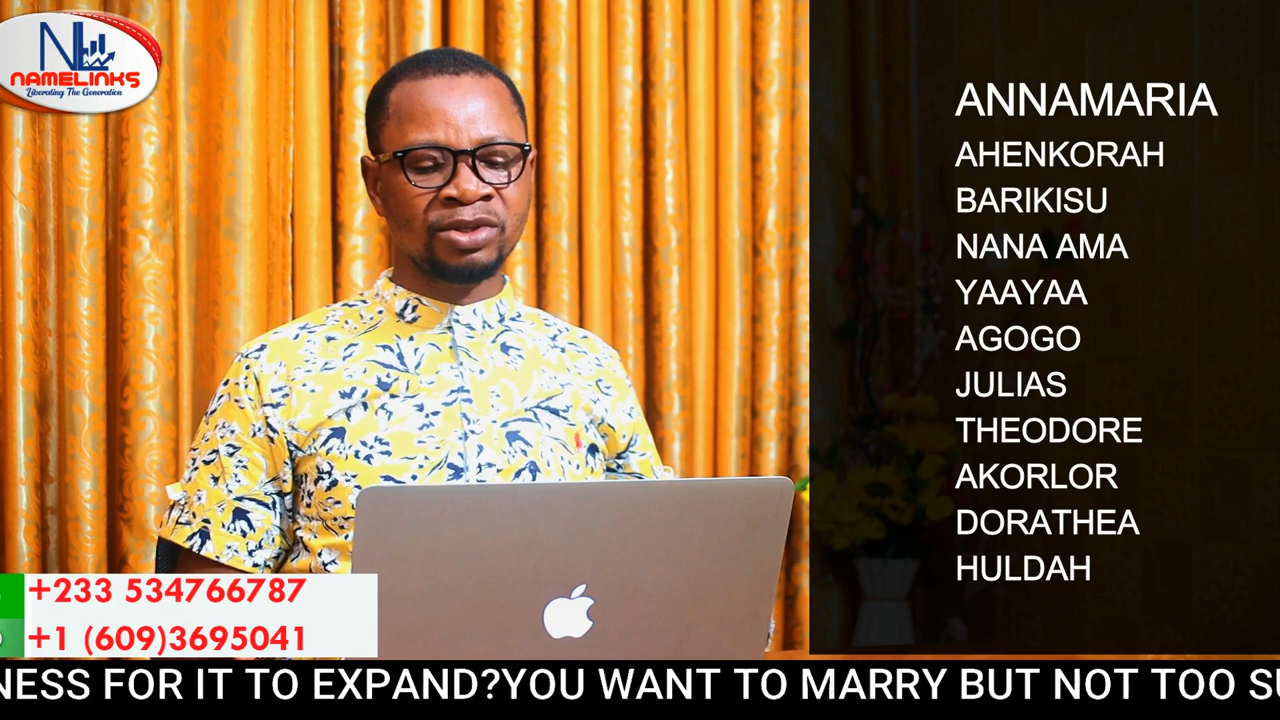 NL
NAMELINKS
Liberating The Generation
ANNAMARIA
AHENKORAH
BARIKISU
NANA AMA
YAAYAA
AGOGO
JULIAS
THEODORE
AKORLOR
DORATHEA
HULDAH
+233 534766787
+1 (609)3695041
NESS FOR IT TO EXPAND?YOU WANT TO MARRY BUT NOT TOO SU